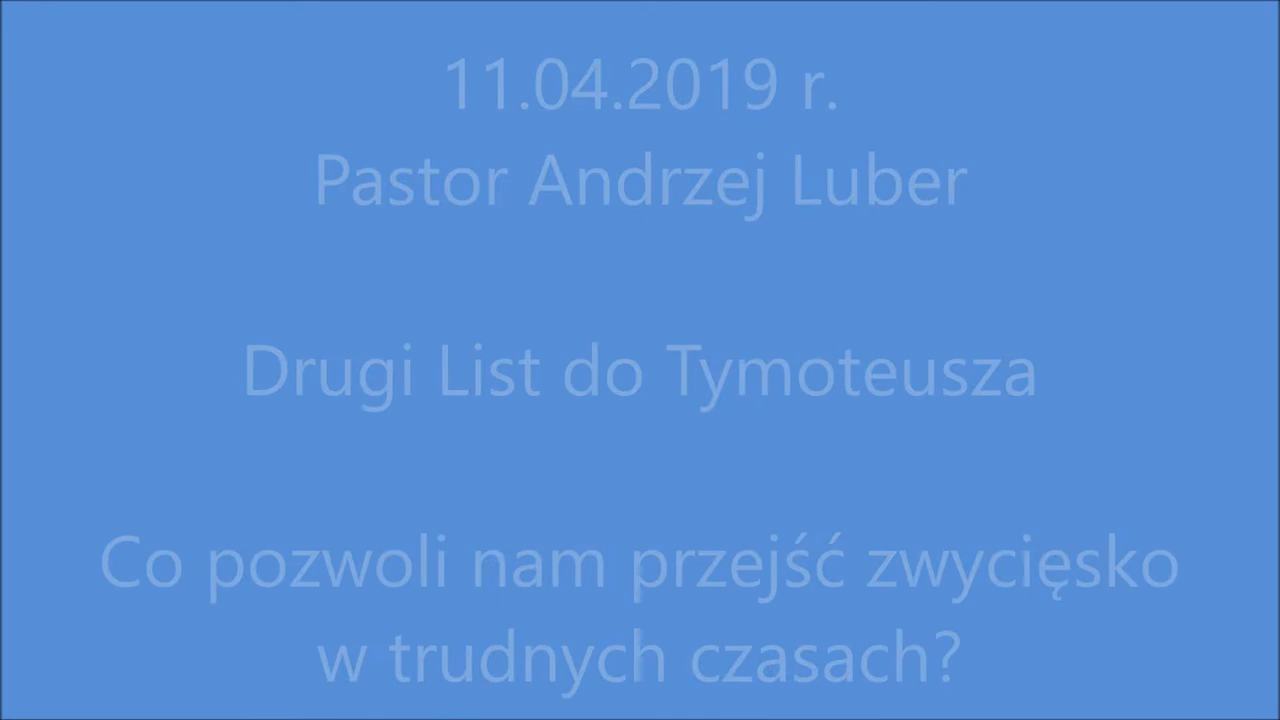 11.04.2019 r.
Pastor Andrzej Luber
Drugi List do Tymoteusza
Co pozwoli nam przejść zwycięsko
w trudnych czasach?